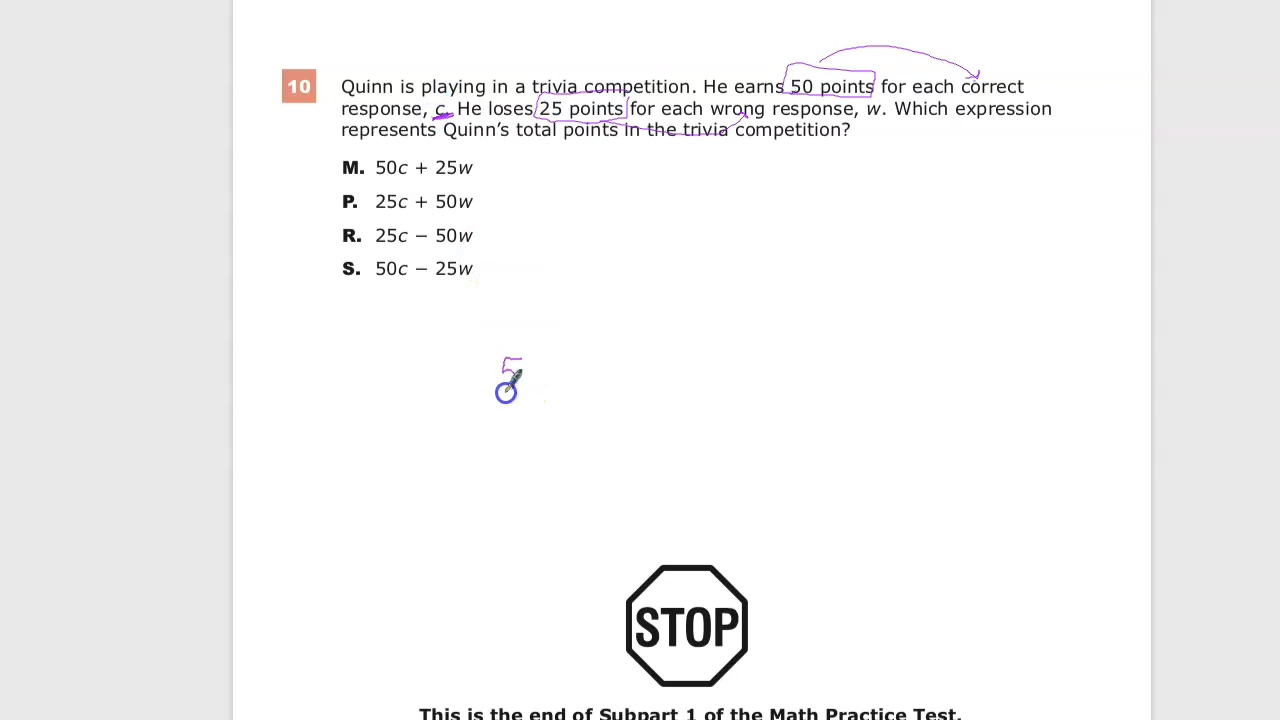 10 Quinn is playing in a trivia competition. He earns 50 points for each correct
response, c. He loses 25 points for each wrong response, w. Which expression
represents Quinn's total points in the trivia competition?
M. 50c + 25w
P. 25c + 50w
R. 25c − 50w
S. 50c − 25w
5
STOP
This is the end of Subpart 1 of the Math Practice Test.